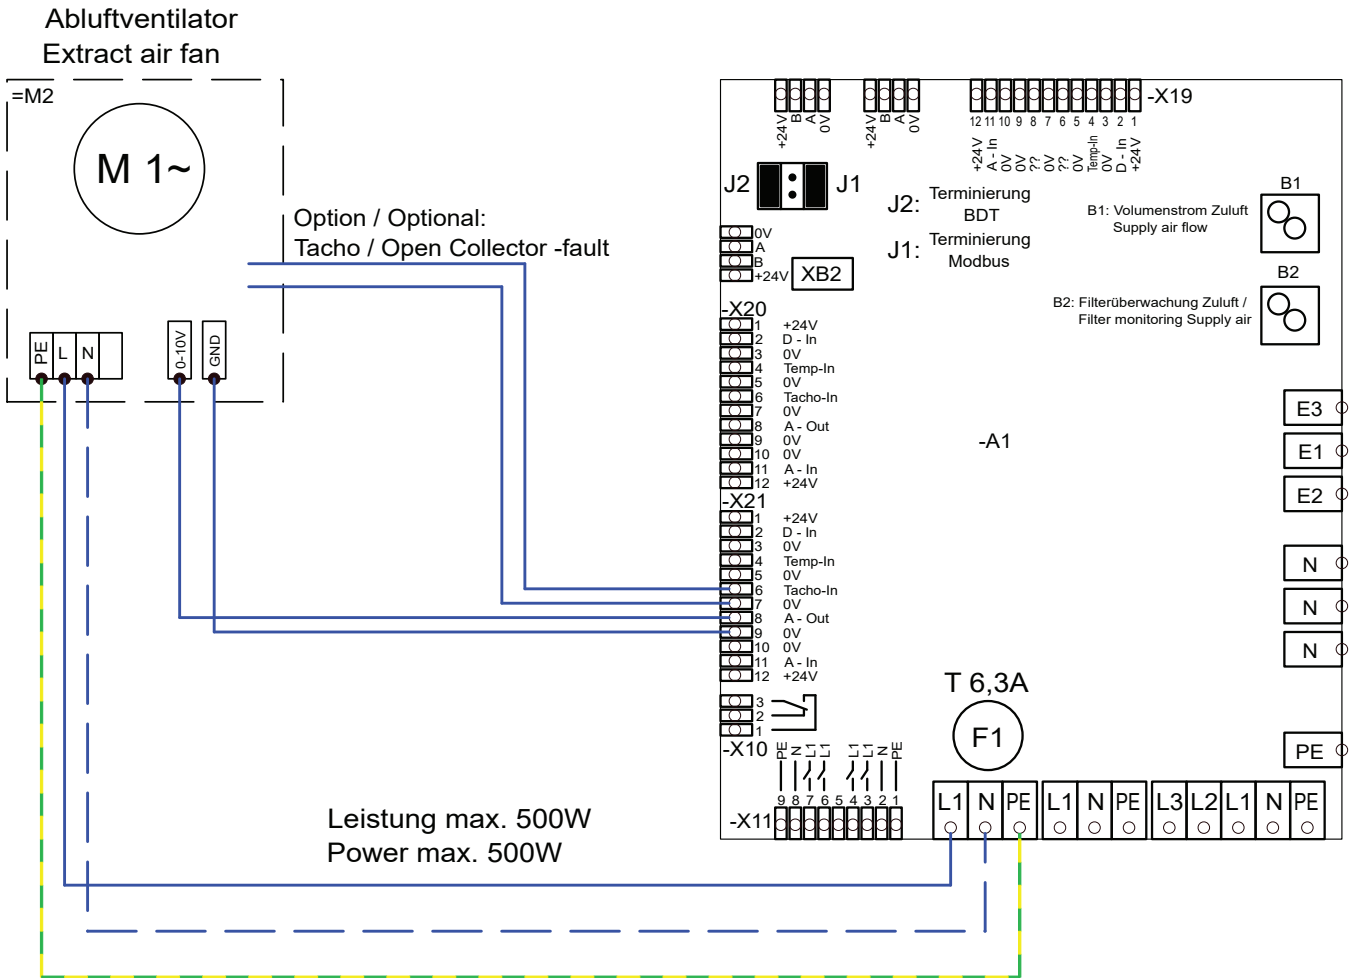 Abluftventilator
Extract air fan
=M2
M 1~
Option / Optional:
Tacho / Open Collector -fault
PE
L
N
0-10V
GND
Leistung max. 500W
Power max. 500W
+24V
B
A
0V
+24V
B
A
0V
-X19
12 11 10 9 8 7 6 5 4 3 2 1
+24V
A - In
0V
0V
??
0V
??
0V
Temp-In
0V
D - In
+24V
J2
J1
J2: Terminierung
BDT
J1: Terminierung
Modbus
B1
B1: Volumenstrom Zuluft
Supply air flow
B2
B2: Filterüberwachung Zuluft /
Filter monitoring Supply air
0V
A
B
+24V
XB2
-X20
1 +24V
2 D - In
3 0V
4 Temp-In
5 0V
6 Tacho-In
7 0V
8 A - Out
9 0V
10 0V
11 A - In
12 +24V
-X21
1 +24V
2 D - In
3 0V
4 Temp-In
5 0V
6 Tacho-In
7 0V
8 A - Out
9 0V
10 0V
11 A - In
12 +24V
-A1
E3
E1
E2
N
N
N
PE
3
2
1
-X10
PE
N
L1
L1
L1
L1
N
PE
9 8 7 6 5 4 3 2 1
-X11
T 6,3A
F1
L1 N PE L1 N PE L3 L2 L1 N PE